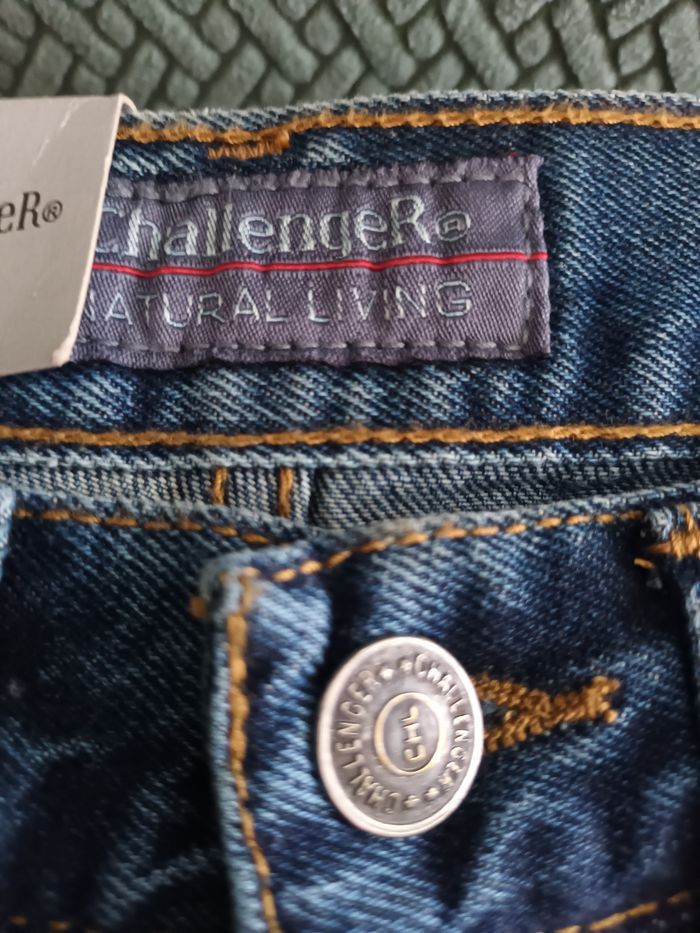 eR®
ChallengeR®
NATURAL LIVING
CHALLENGER ★★ CHALLENGER ★★
CHL